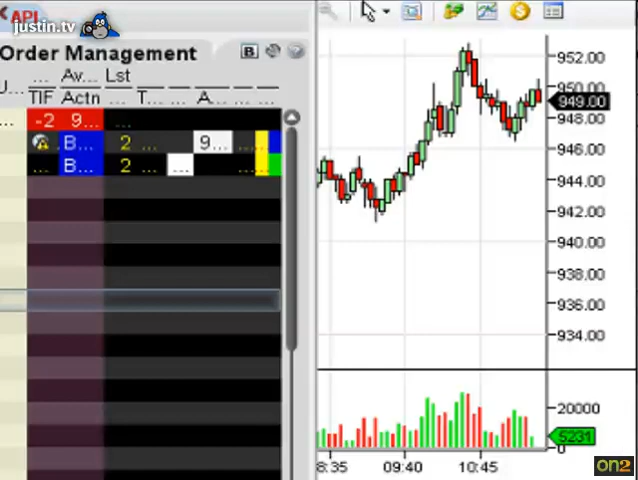 API
justin.tv
Order Management
B
U... ... Av... Lst
TIF Actn ... T... ... A... ... ...
... -2 9... ...
B... 2 ... 9... ...
... B... 2 ... ... ...
952.00
950.00
949.00
948.00
946.00
944.00
942.00
940.00
938.00
936.00
934.00
20000
5231
0
8:35 09:40 10:45
on2